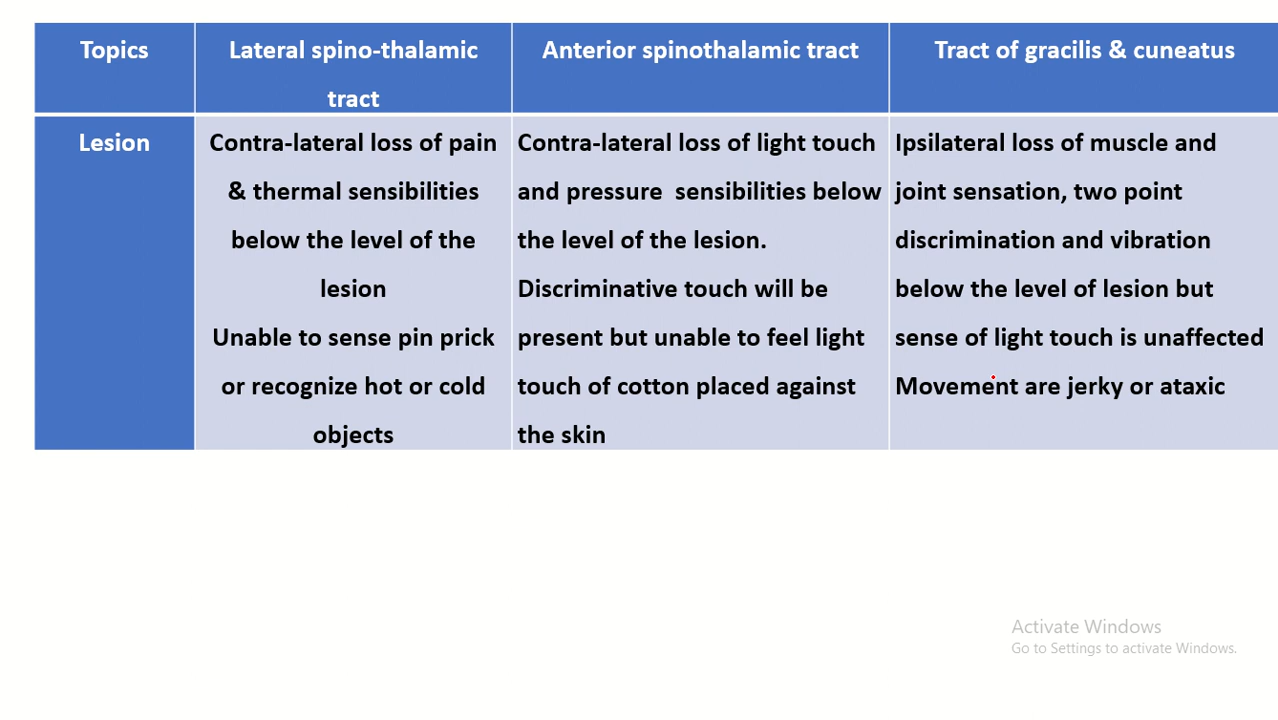 Topics
Lateral spino-thalamic
tract
Anterior spinothalamic tract
Tract of gracilis & cuneatus
Lesion
Contra-lateral loss of pain
& thermal sensibilities
below the level of the
lesion
Unable to sense pin prick
or recognize hot or cold
objects
Contra-lateral loss of light touch
and pressure  sensibilities below
the level of the lesion.
Discriminative touch will be
present but unable to feel light
touch of cotton placed against
the skin
Ipsilateral loss of muscle and
joint sensation, two point
discrimination and vibration
below the level of lesion but
sense of light touch is unaffected
Movement are jerky or ataxic
Activate Windows
Go to Settings to activate Windows.